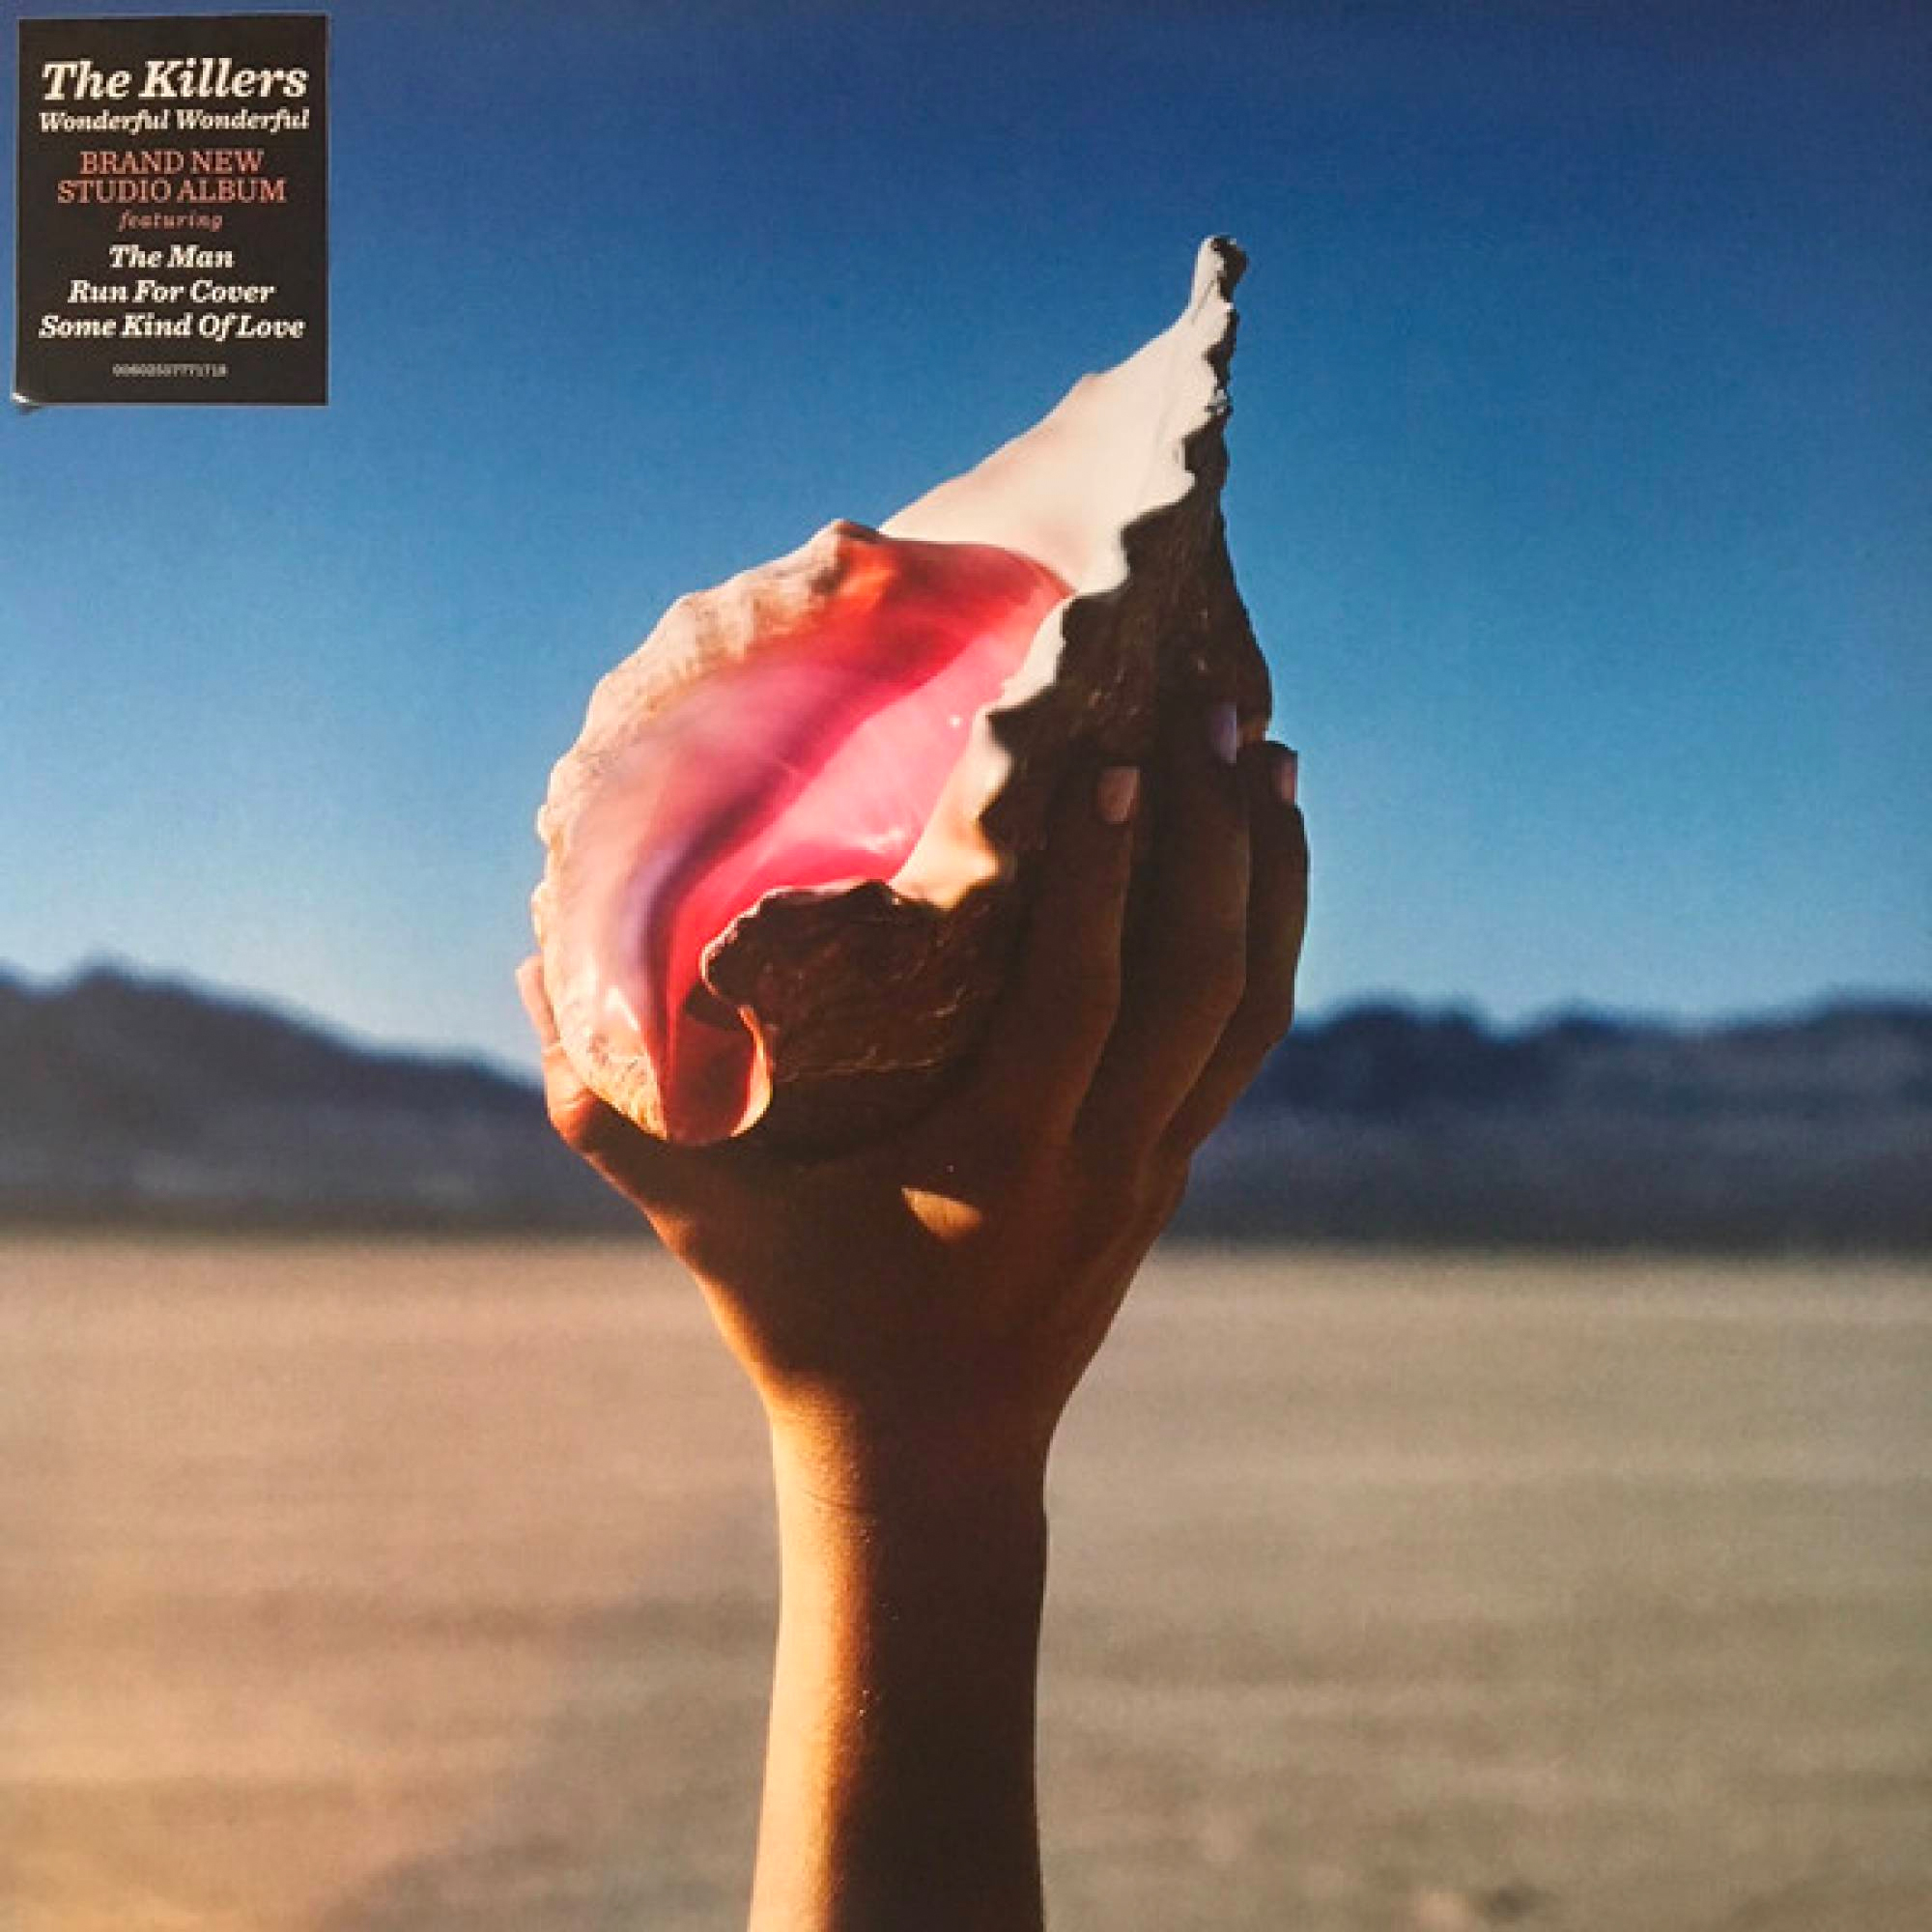 The Killers
Wonderful Wonderful
BRAND NEW
STUDIO ALBUM
featuring
The Man
Run For Cover
Some Kind Of Love